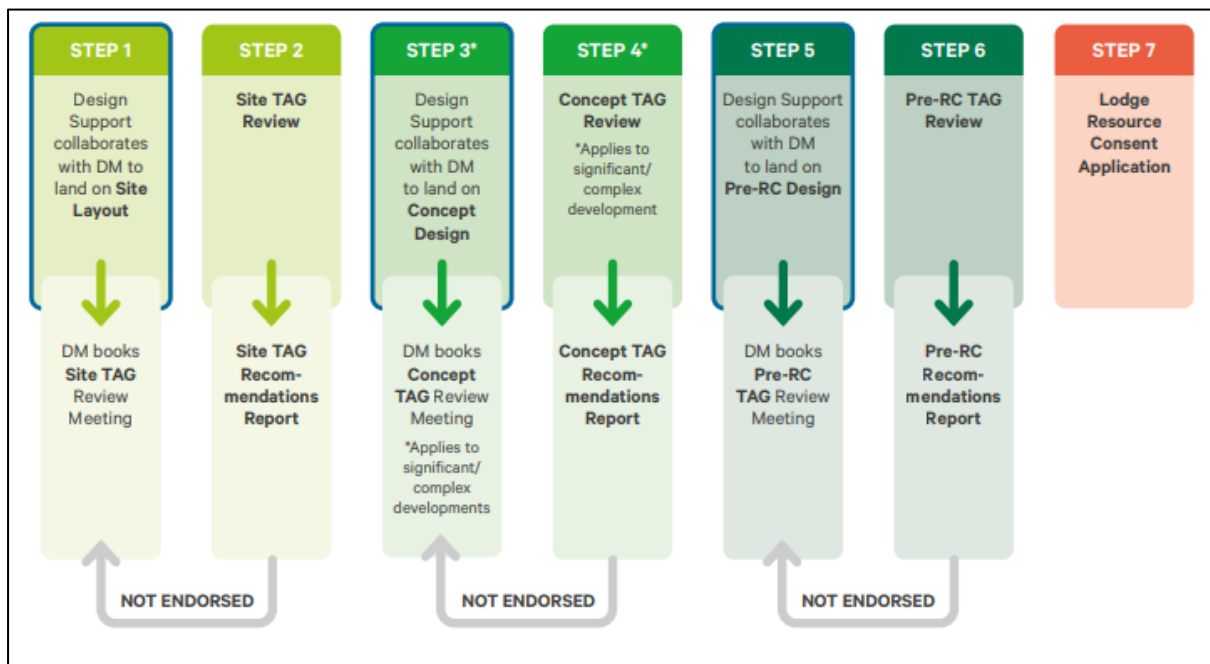 STEP 1
Design
Support
collaborates
with DM to
land on Site
Layout
DM books
Site TAG
Review
Meeting
STEP 2
Site TAG
Review
Site TAG
Recom-
mendations
Report
NOT ENDORSED
STEP 3*
Design
Support
collaborates
with DM
to land on
Concept
Design
DM books
Concept
TAG Review
Meeting
*Applies to
significant/
complex
developments
STEP 4*
Concept TAG
Review
*Applies to
significant/
complex
development
Concept TAG
Recom-
mendations
Report
NOT ENDORSED
STEP 5
Design Support
collaborates
with DM
to land on
Pre-RC Design
DM books
Pre-RC
TAG Review
Meeting
STEP 6
Pre-RC TAG
Review
Pre-RC
Recom-
mendations
Report
NOT ENDORSED
STEP 7
Lodge
Resource
Consent
Application